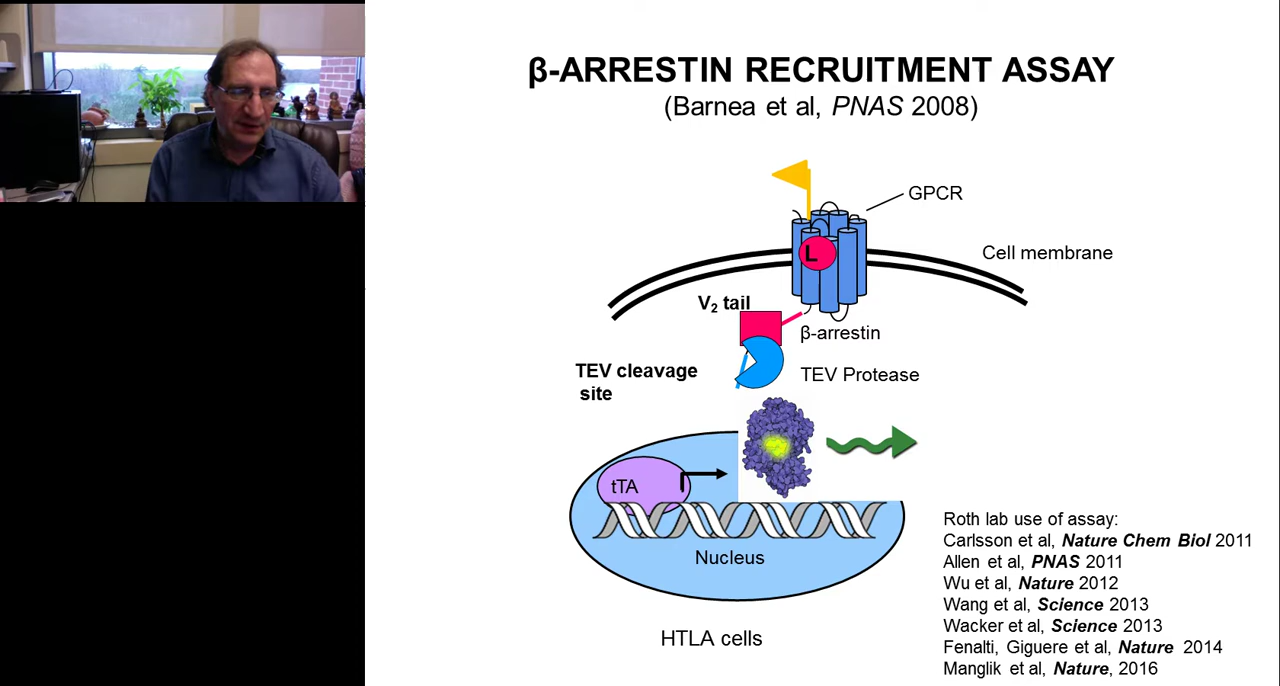 β-ARRESTIN RECRUITMENT ASSAY
(Barnea et al, PNAS 2008)
GPCR
L
Cell membrane
V₂ tail
β-arrestin
TEV cleavage
site
TEV Protease
tTA
Nucleus
HTLA cells
Roth lab use of assay:
Carlsson et al, Nature Chem Biol 2011
Allen et al, PNAS 2011
Wu et al, Nature 2012
Wang et al, Science 2013
Wacker et al, Science 2013
Fenalti, Giguere et al, Nature 2014
Manglik et al, Nature, 2016